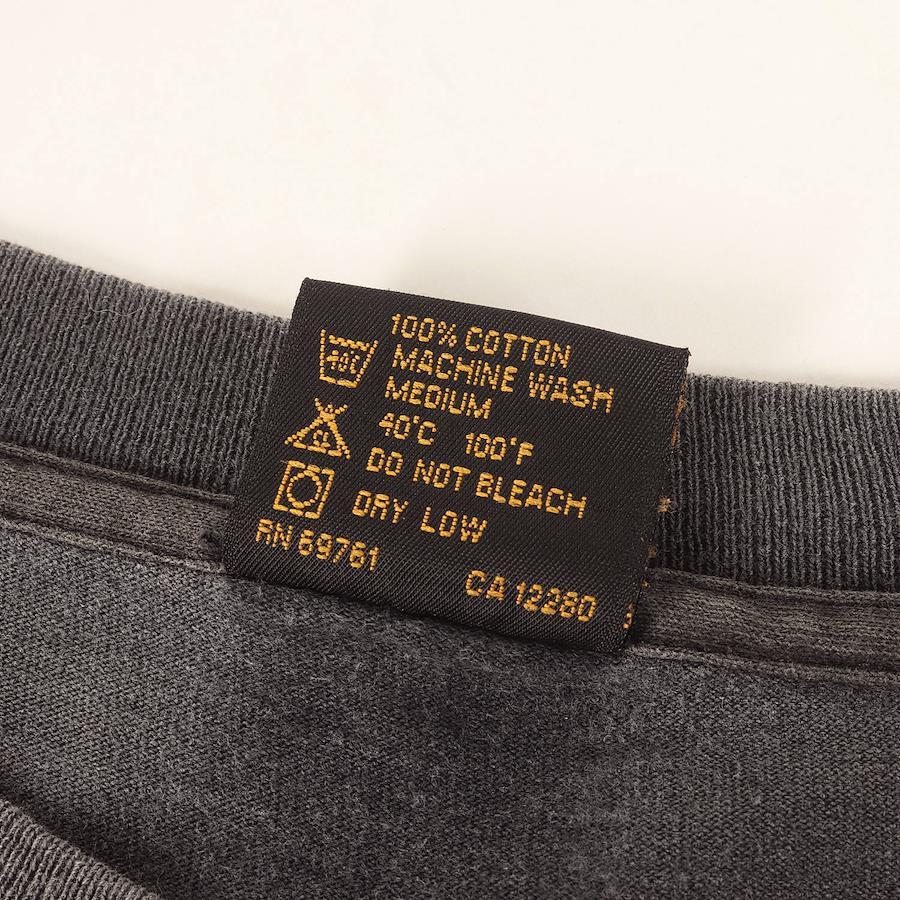 100% COTTON
MACHINE WASH
MEDIUM
40°C 100°F
DO NOT BLEACH
DRY LOW
RN 69761
CA 12280